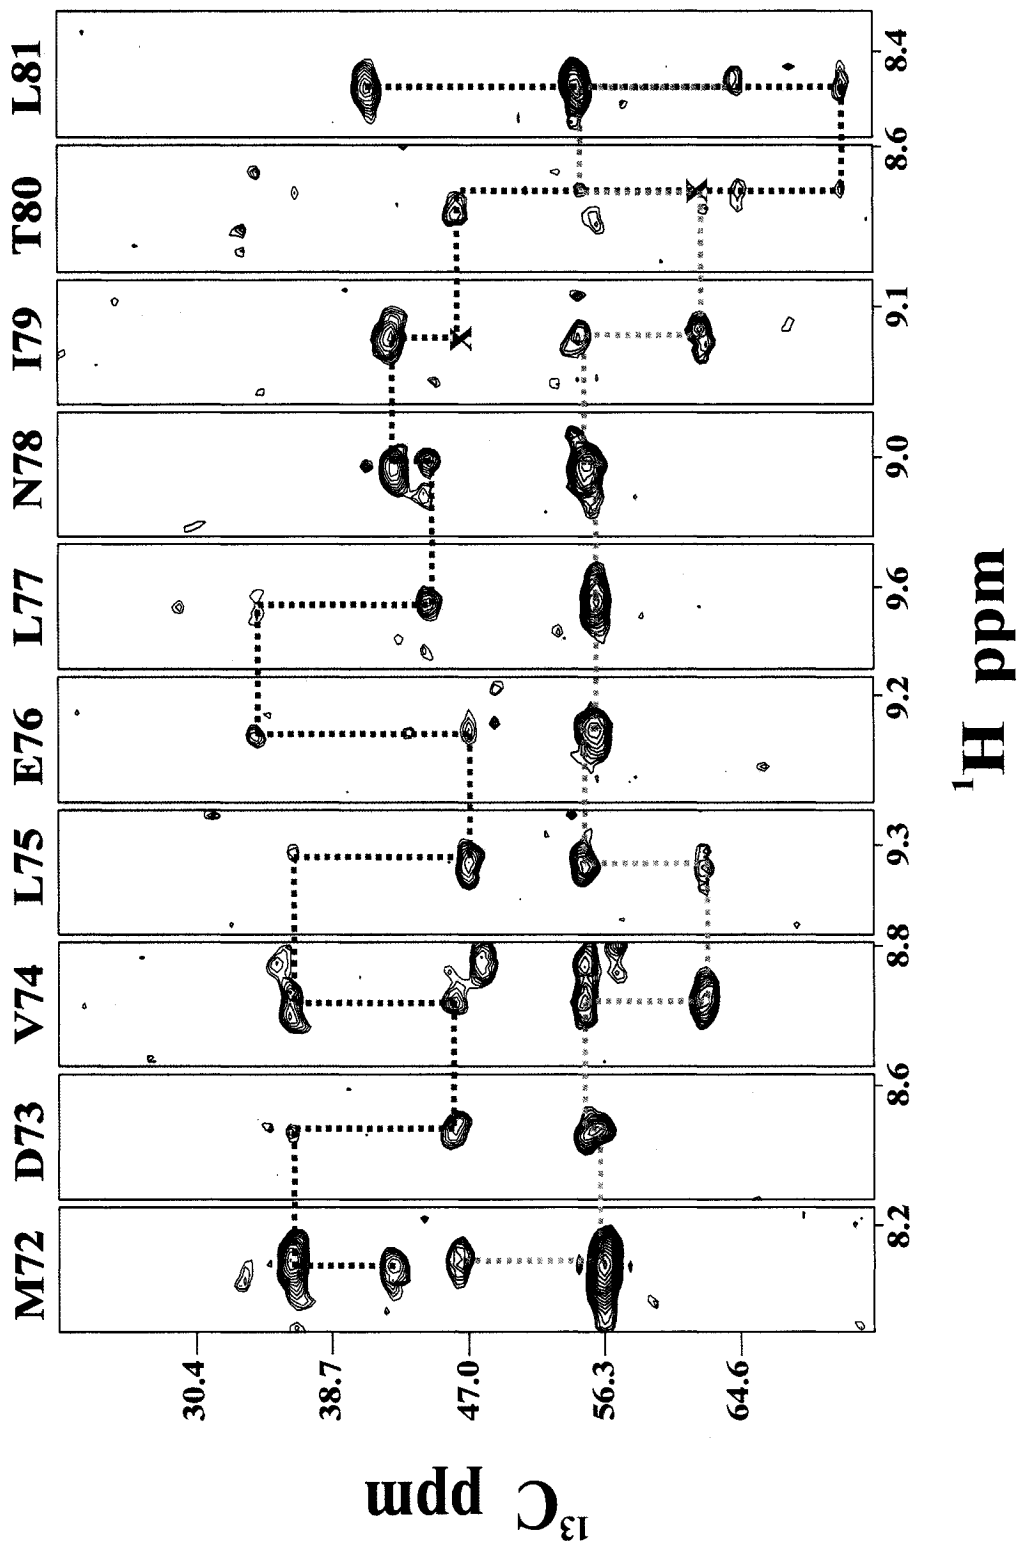 M72 D73 V74 L75 E76 L77 N78 I79 T80 L81
30.4
38.7
47.0
56.3
64.6
¹³C ppm
X
X
8.2 8.6 8.8 9.3 9.2 9.6 9.0 9.1 8.6 8.4
¹H ppm